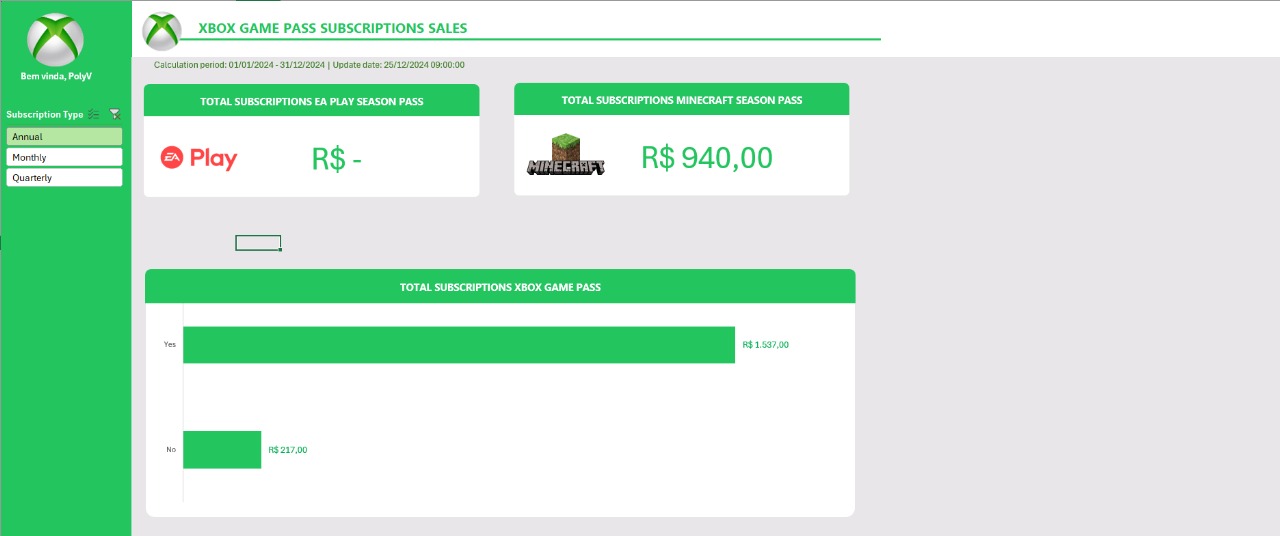 XBOX GAME PASS SUBSCRIPTIONS SALES
Bem vinda, PolyV
Calculation period: 01/01/2024 - 31/12/2024 | Update date: 25/12/2024 09:00:00
Subscription Type
Annual
Monthly
Quarterly
TOTAL SUBSCRIPTIONS EA PLAY SEASON PASS
EA Play
R$ -
TOTAL SUBSCRIPTIONS MINECRAFT SEASON PASS
MINECRAFT
R$ 940,00
TOTAL SUBSCRIPTIONS XBOX GAME PASS
Yes
R$ 1.537,00
No
R$ 217,00